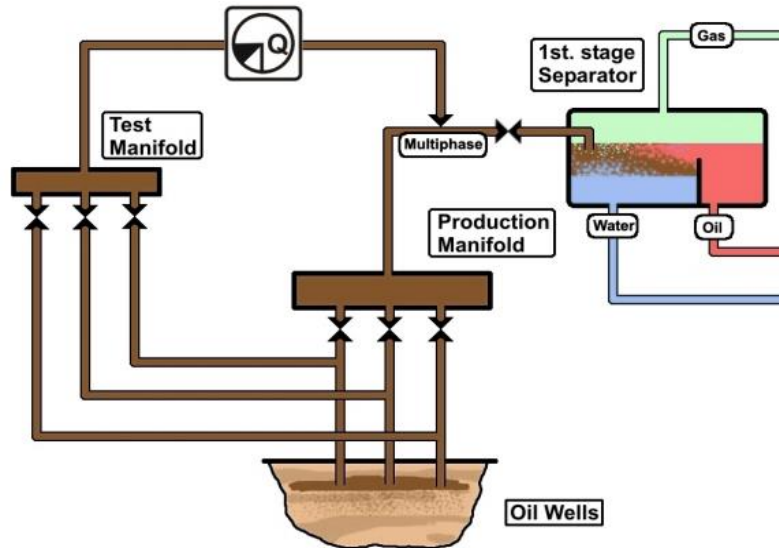 Q
1st. stage
Separator
Gas
Test
Manifold
Multiphase
Production
Manifold
Water
Oil
Oil Wells